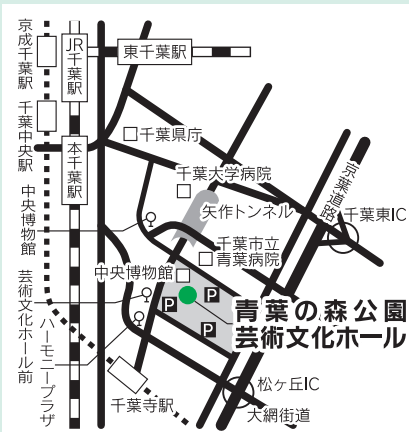 京成千葉駅
JR千葉駅
東千葉駅
千葉中央駅
本千葉駅
千葉県庁
千葉大学病院
京葉道路
矢作トンネル
千葉東IC
中央博物館
千葉市立
青葉病院
中央博物館
芸術文化ホール前
P
P
P
青葉の森公園
芸術文化ホール
ハーモニープラザ
松ヶ丘IC
千葉寺駅
大網街道